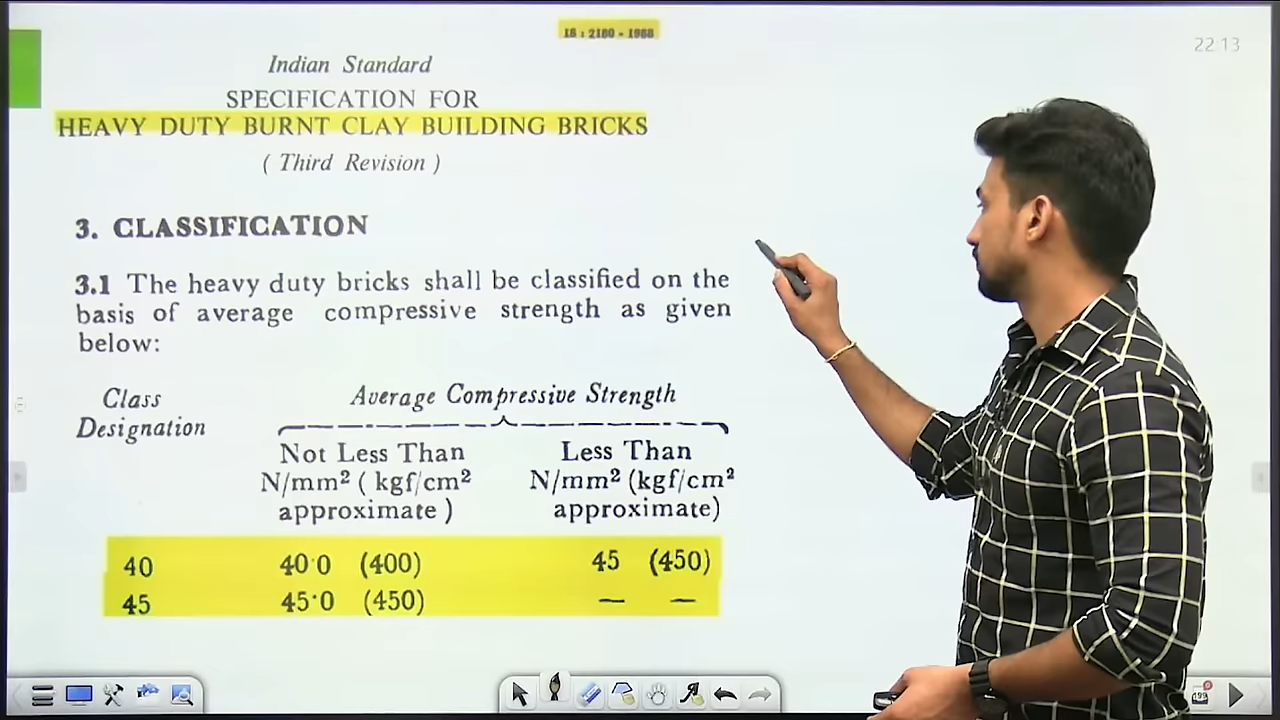 IS : 2180 - 1988
22:13
Indian Standard
SPECIFICATION FOR
HEAVY DUTY BURNT CLAY BUILDING BRICKS
( Third Revision )
3. CLASSIFICATION
3.1 The heavy duty bricks shall be classified on the
basis of average compressive strength as given
below:
Class
Designation
Average Compressive Strength
Not Less Than
N/mm² ( kgf/cm²
approximate )
Less Than
N/mm² (kgf/cm²
approximate)
40 40·0 (400) 45 (450)
45 45·0 (450) — —